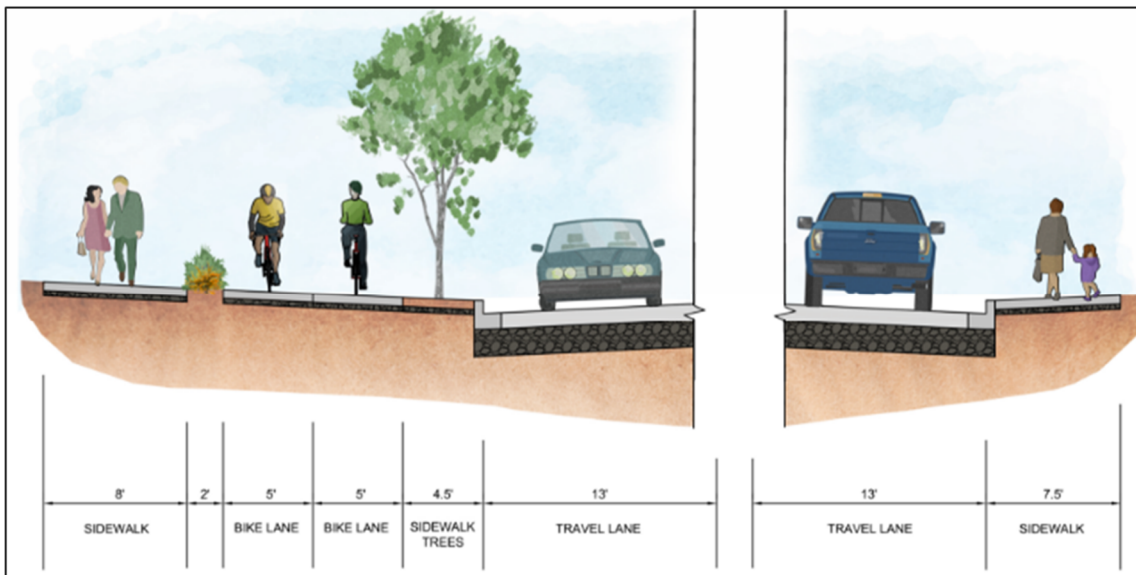 8' 2' 5' 5' 4.5' 13' 13' 7.5'
SIDEWALK BIKE LANE BIKE LANE SIDEWALK TRAVEL LANE TRAVEL LANE SIDEWALK
TREES